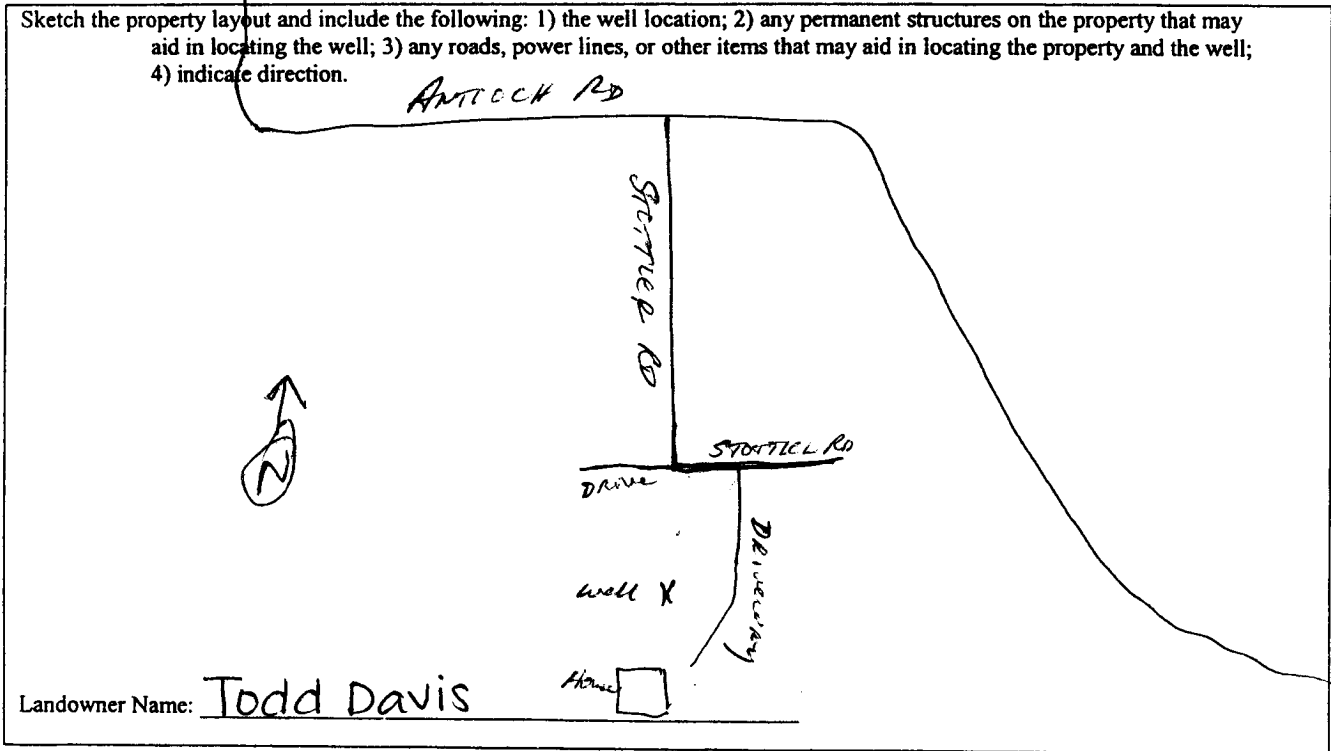 Sketch the property layout and include the following: 1) the well location; 2) any permanent structures on the property that may
aid in locating the well; 3) any roads, power lines, or other items that may aid in locating the property and the well;
4) indicate direction.
ANTIOCH RD
RD
N
RD
DRIVE
DRIVEWAY
well X
House
Landowner Name: Todd Davis